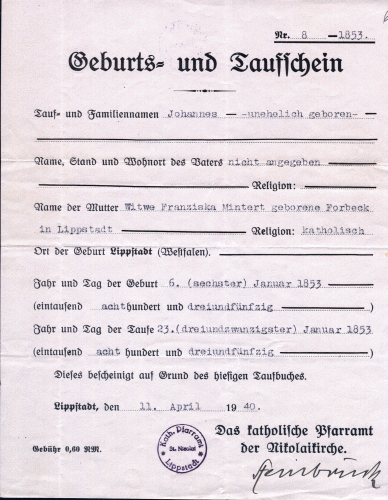 Nr. 8 —1853.
Geburts- und Taufschein
Tauf- und Familiennamen Johannes — -unehelich geboren-
Name, Stand und Wohnort des Vaters nicht angegeben
Religion:
Name der Mutter Witwe Franziska Mintert geborene Forbeck
in Lippstadt Religion: katholisch
Ort der Geburt Lippstadt (Westfalen).
Jahr und Tag der Geburt 6. (sechster) Januar 1853
(eintausend achthundert und dreiundfünfzig)
Jahr und Tag der Taufe 23.(dreiundzwanzigster) Januar 1853
(eintausend acht hundert und dreiundfünfzig)
Dieses bescheinigt auf Grund des hiesigen Taufbuches.
Lippstadt, den 11. April 1940.
Das katholische Pfarramt
der Nikolaikirche.
Kath. Pfarramt
St. Nicolai
Lippstadt
Gebühr 0,60 RM.